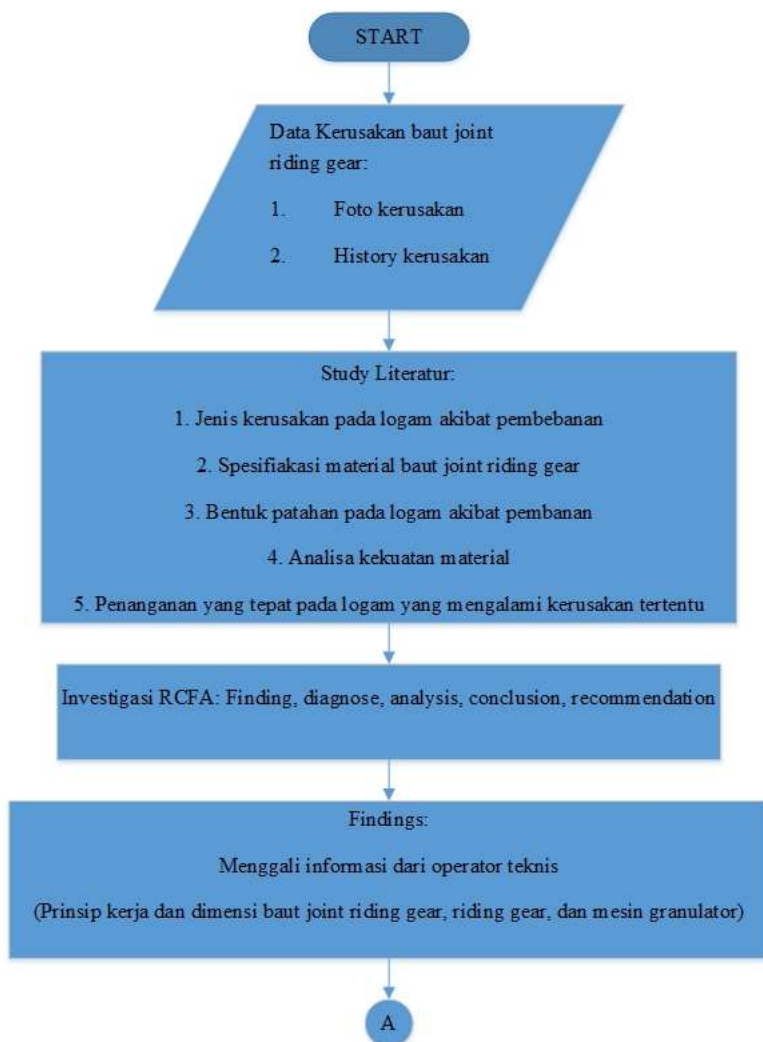 START
Data Kerusakan baut joint
riding gear:
1. Foto kerusakan
2. History kerusakan
Study Literatur:
1. Jenis kerusakan pada logam akibat pembebanan
2. Spesifiakasi material baut joint riding gear
3. Bentuk patahan pada logam akibat pembanan
4. Analisa kekuatan material
5. Penanganan yang tepat pada logam yang mengalami kerusakan tertentu
Investigasi RCFA: Finding, diagnose, analysis, conclusion, recommendation
Findings:
Menggali informasi dari operator teknis
(Prinsip kerja dan dimensi baut joint riding gear, riding gear, dan mesin granulator)
A